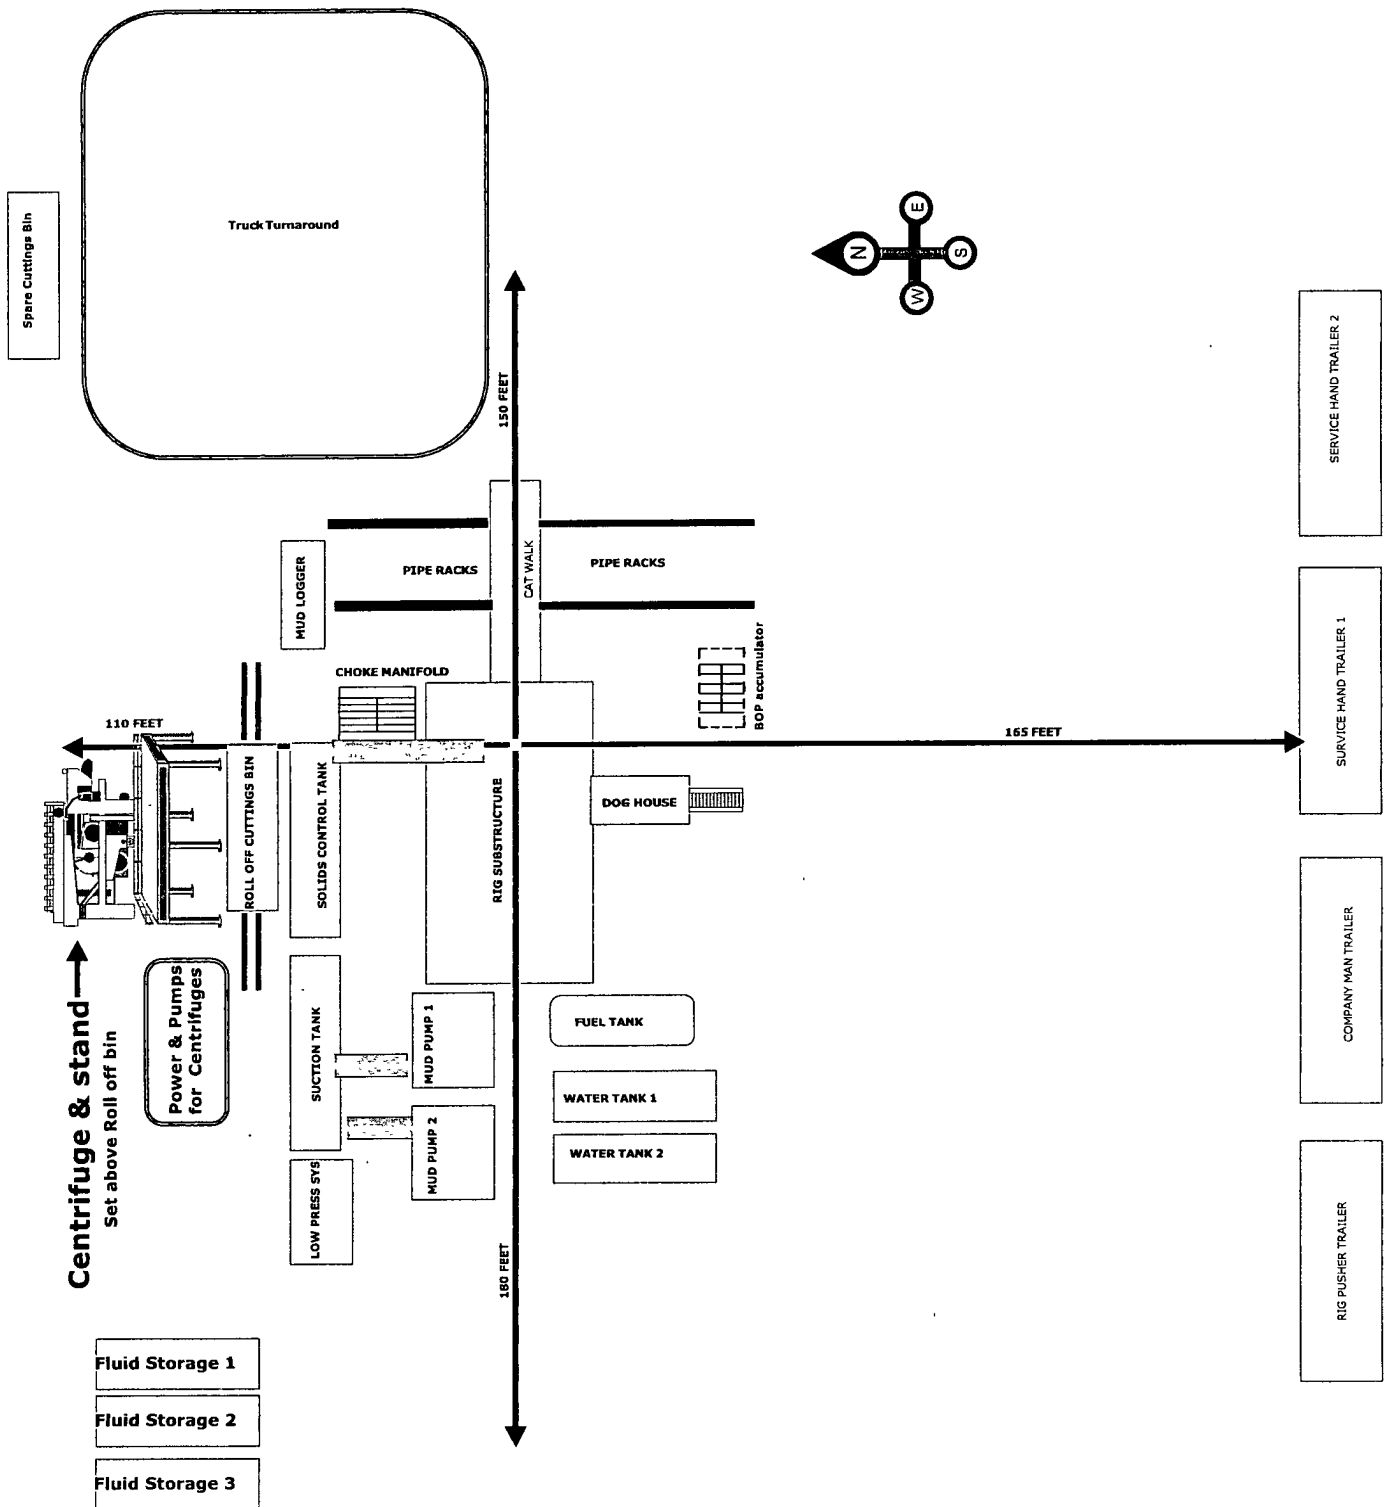 Spare Cuttings Bin
Truck Turnaround
N
E
S
W
150 FEET
SERVICE HAND TRAILER 2
MUD LOGGER
PIPE RACKS
CAT WALK
PIPE RACKS
CHOKE MANIFOLD
BOP accumulator
SURVICE HAND TRAILER 1
110 FEET
165 FEET
ROLL OFF CUTTINGS BIN
SOLIDS CONTROL TANK
RIG SUBSTRUCTURE
DOG HOUSE
COMPANY MAN TRAILER
Centrifuge & stand
Set above Roll off bin
Power & Pumps
for Centrifuges
SUCTION TANK
MUD PUMP 1
FUEL TANK
WATER TANK 1
MUD PUMP 2
WATER TANK 2
LOW PRESS SYS
180 FEET
RIG PUSHER TRAILER
Fluid Storage 1
Fluid Storage 2
Fluid Storage 3